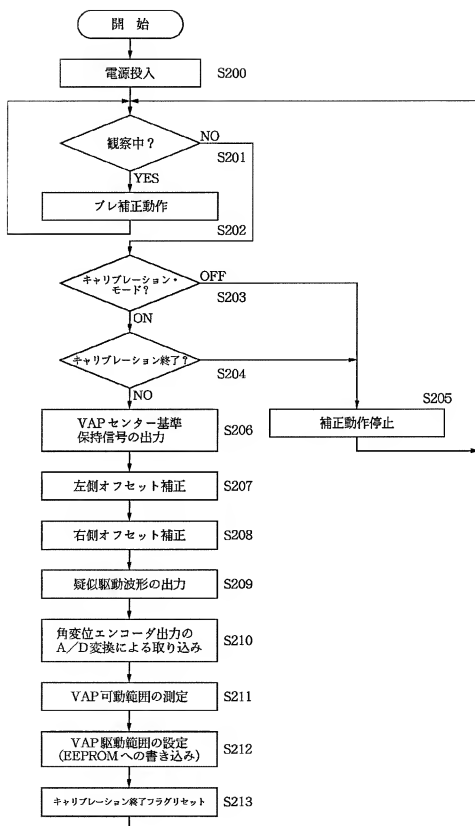 開始
電源投入
S200
観察中？
NO
S201
YES
ブレ補正動作
S202
キャリブレーション・
モード？
OFF
S203
ON
キャリブレーション終了？
S204
NO
S205
補正動作停止
VAPセンター基準
保持信号の出力
S206
左側オフセット補正
S207
右側オフセット補正
S208
疑似駆動波形の出力
S209
角変位エンコーダ出力の
A／D変換による取り込み
S210
VAP可動範囲の測定
S211
VAP駆動範囲の設定
(EEPROMへの書き込み)
S212
キャリブレーション終了フラグリセット
S213